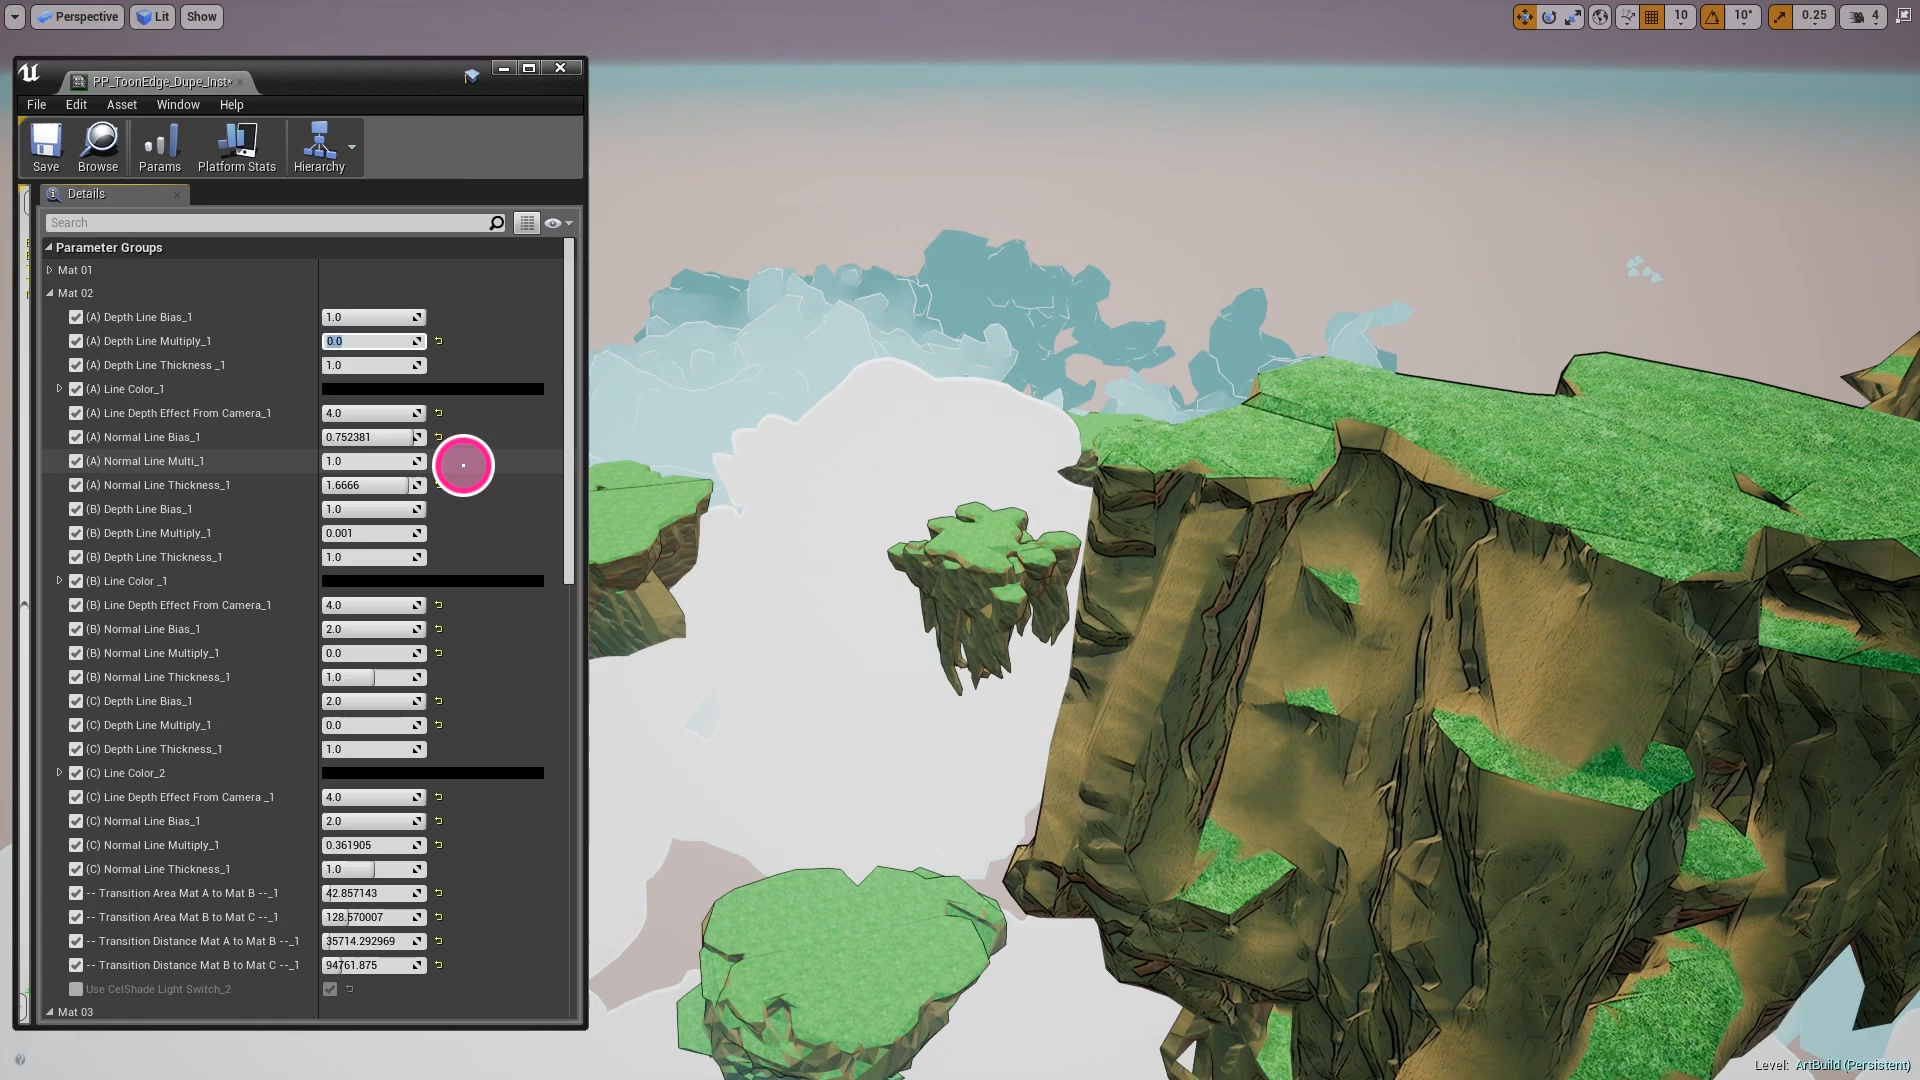 Perspective Lit Show 10 10° 0.25 4
PP_ToonEdge_Dupe_Inst*
File Edit Asset Window Help
Save Browse Params Platform Stats Hierarchy
Details
Search
Parameter Groups
Mat 01
Mat 02
(A) Depth Line Bias_1 1.0
(A) Depth Line Multiply_1 0.0
(A) Depth Line Thickness _1 1.0
(A) Line Color_1
(A) Line Depth Effect From Camera_1 4.0
(A) Normal Line Bias_1 0.752381
(A) Normal Line Multi_1 1.0
(A) Normal Line Thickness_1 1.6666
(B) Depth Line Bias_1 1.0
(B) Depth Line Multiply_1 0.001
(B) Depth Line Thickness_1 1.0
(B) Line Color _1
(B) Line Depth Effect From Camera_1 4.0
(B) Normal Line Bias_1 2.0
(B) Normal Line Multiply_1 0.0
(B) Normal Line Thickness_1 1.0
(C) Depth Line Bias_1 2.0
(C) Depth Line Multiply_1 0.0
(C) Depth Line Thickness_1 1.0
(C) Line Color_2
(C) Line Depth Effect From Camera _1 4.0
(C) Normal Line Bias_1 2.0
(C) Normal Line Multiply_1 0.361905
(C) Normal Line Thickness_1 1.0
-- Transition Area Mat A to Mat B --_1 42.857143
-- Transition Area Mat B to Mat C --_1 128.570007
-- Transition Distance Mat A to Mat B --_1 35714.292969
-- Transition Distance Mat B to Mat C --_1 94761.875
Use CelShade Light Switch_2
Mat 03
Level: ArtBuild (Persistent)